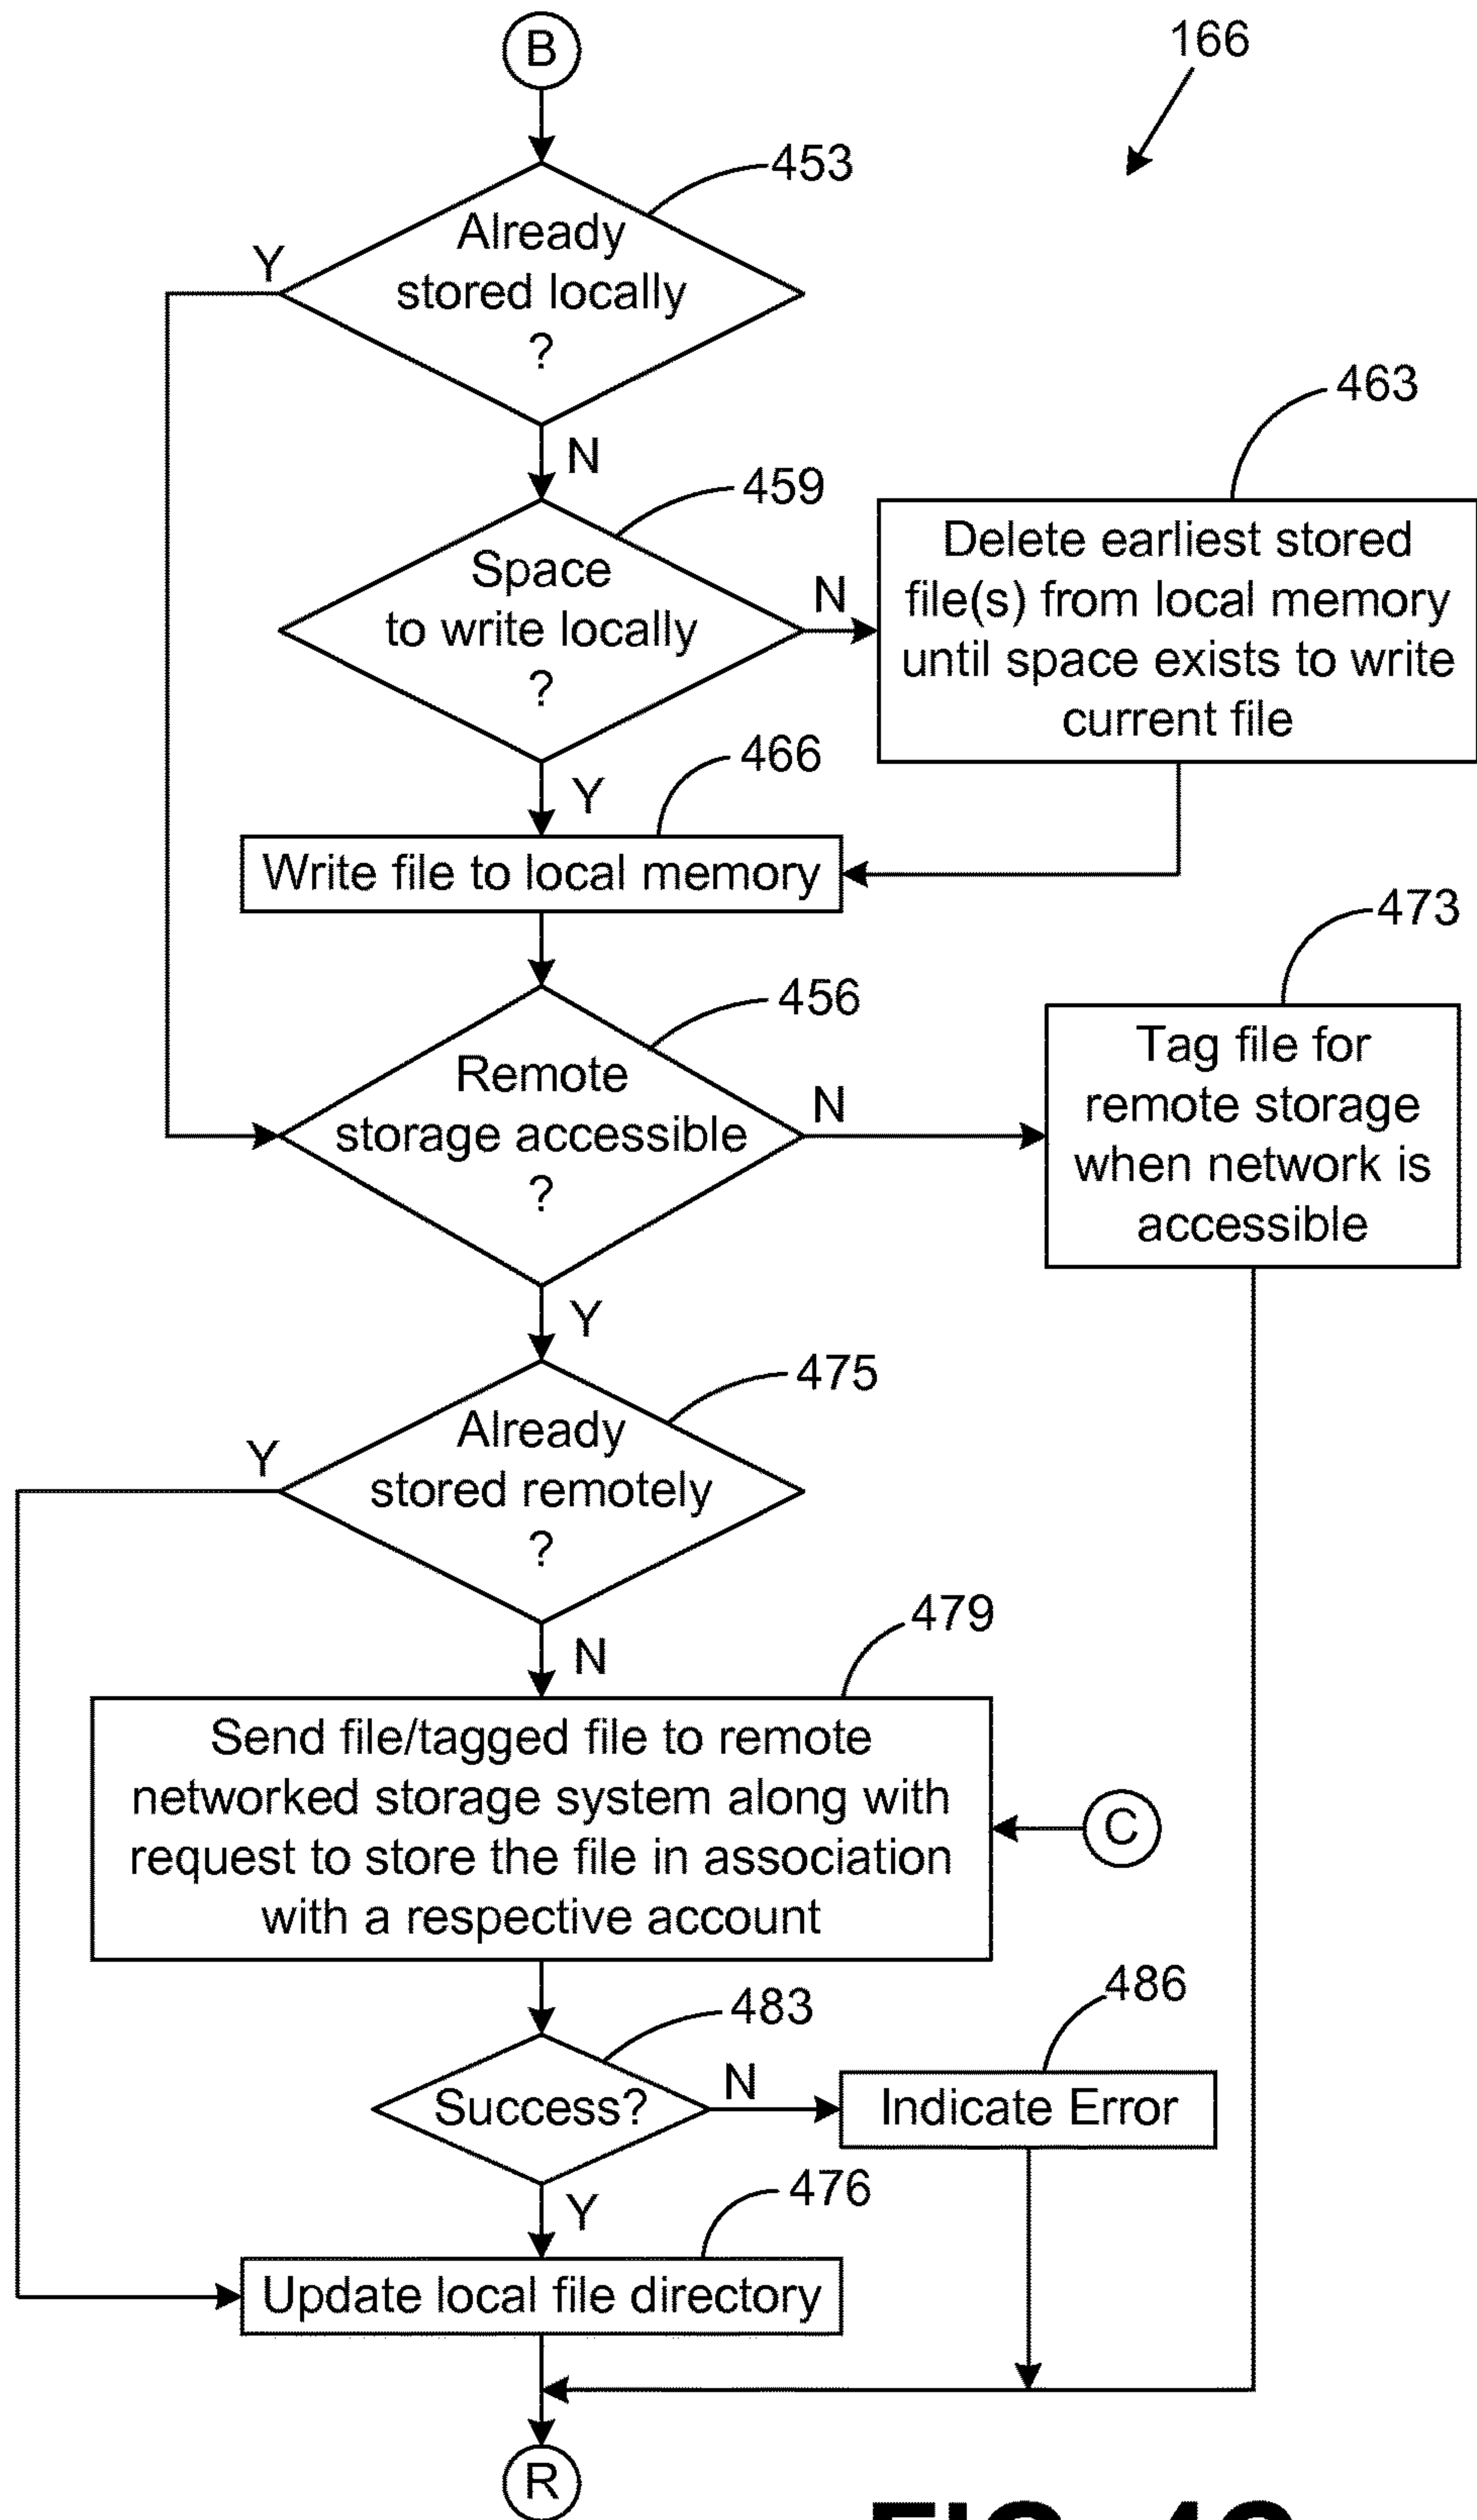 B
166
453
Already
stored locally
?
Y
N
463
459
Space
to write locally
?
N
Delete earliest stored
file(s) from local memory
until space exists to write
current file
Y
466
Write file to local memory
473
456
Remote
storage accessible
?
N
Tag file for
remote storage
when network is
accessible
Y
475
Already
stored remotely
?
Y
N
479
Send file/tagged file to remote
networked storage system along with
request to store the file in association
with a respective account
C
483
486
Success?
N
Indicate Error
Y
476
Update local file directory
R